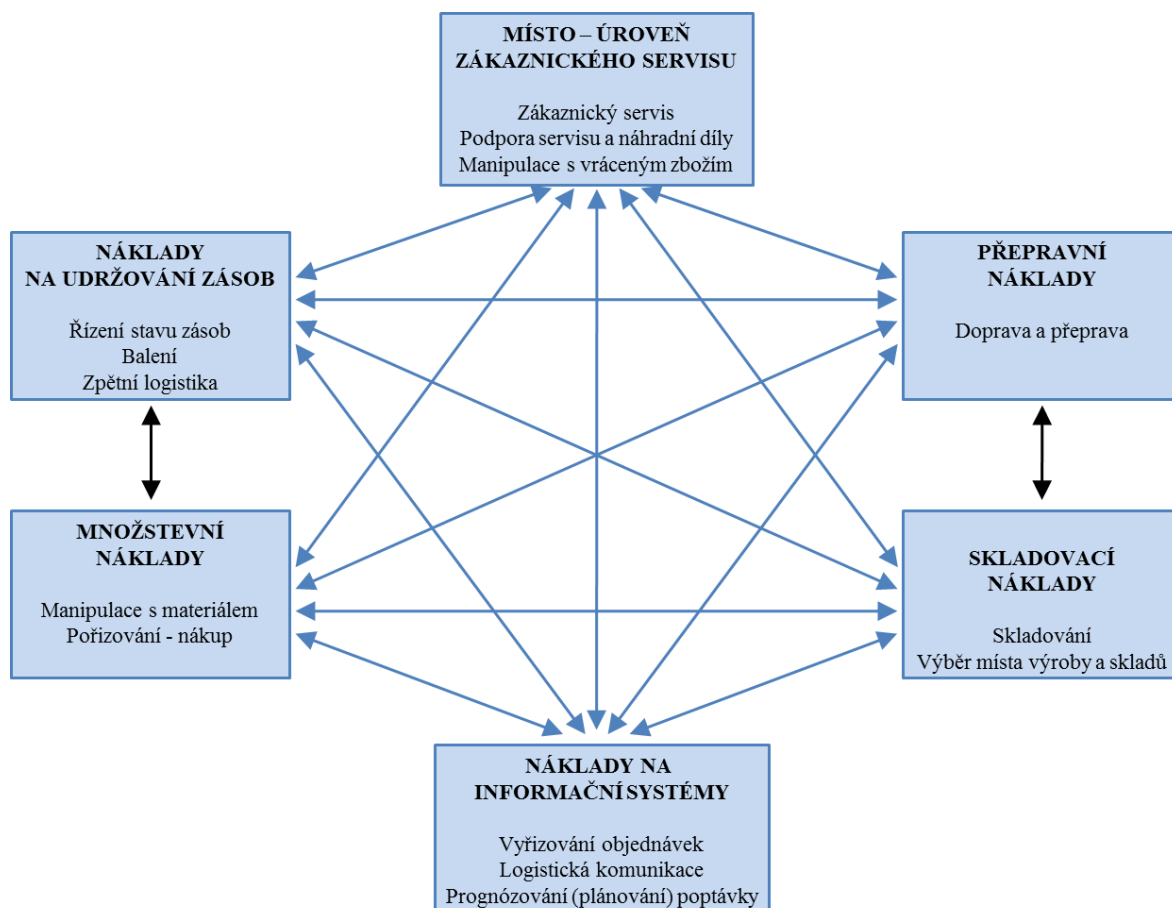 MÍSTO – ÚROVEŇ
ZÁKAZNICKÉHO SERVISU
Zákaznický servis
Podpora servisu a náhradní díly
Manipulace s vráceným zbožím
NÁKLADY
NA UDRŽOVÁNÍ ZÁSOB
Řízení stavu zásob
Balení
Zpětní logistika
PŘEPRAVNÍ
NÁKLADY
Doprava a přeprava
MNOŽSTEVNÍ
NÁKLADY
Manipulace s materiálem
Pořizování - nákup
SKLADOVACÍ
NÁKLADY
Skladování
Výběr místa výroby a skladů
NÁKLADY NA
INFORMAČNÍ SYSTÉMY
Vyřizování objednávek
Logistická komunikace
Prognózování (plánování) poptávky